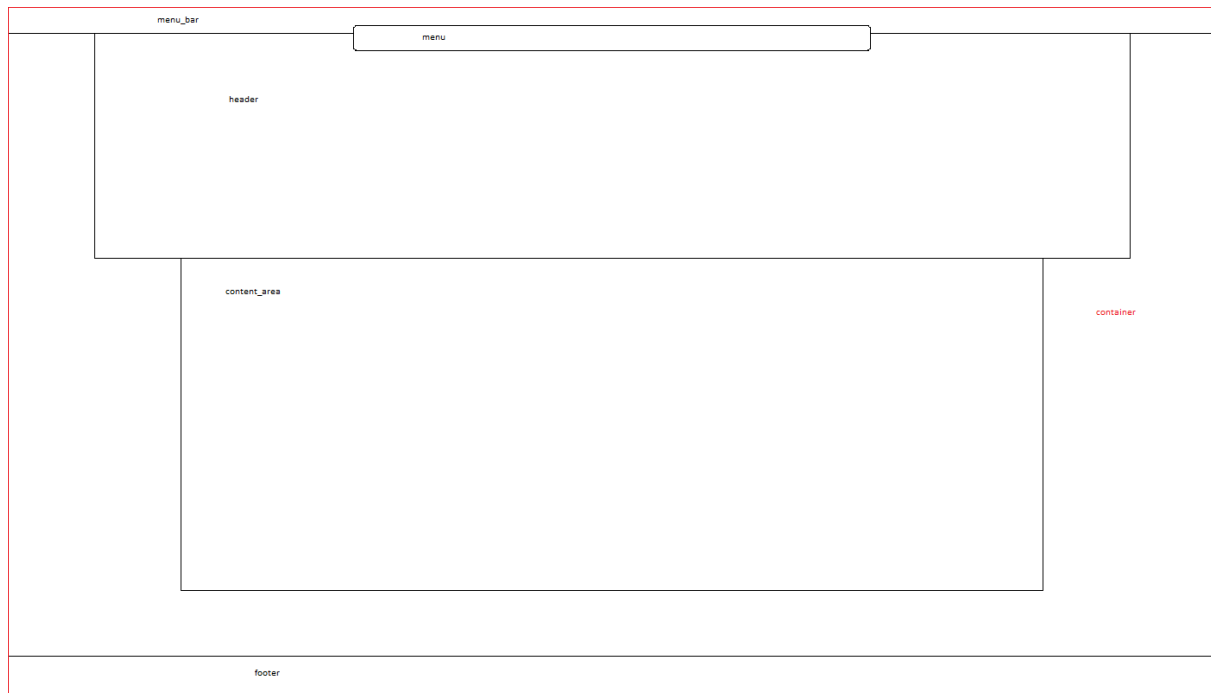 menu_bar
menu
header
content_area
container
footer